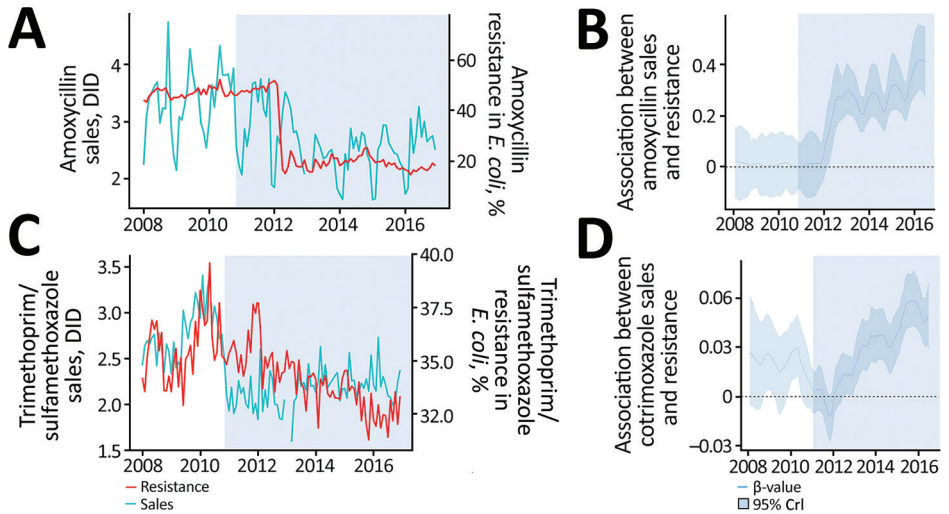 A
Amoxycillin
sales, DID
4
3
2
60
40
20
Amoxycillin
resistance in E. coli, %
2008 2010 2012 2014 2016
B
Association between
amoxycillin sales
and resistance
0.4
0.2
0
2008 2010 2012 2014 2016
C
Trimethoprim/
sulfamethoxazole
sales, DID
3.5
3.0
2.5
2.0
1.5
40.0
37.5
35.0
32.0
Trimethoprim/
sulfamethoxazole
resistance in
E. coli, %
2008 2010 2012 2014 2016
Resistance
Sales
D
Association between
cotrimoxazole sales
and resistance
0.06
0.03
0
−0.03
2008 2010 2012 2014 2016
β-value
95% CrI